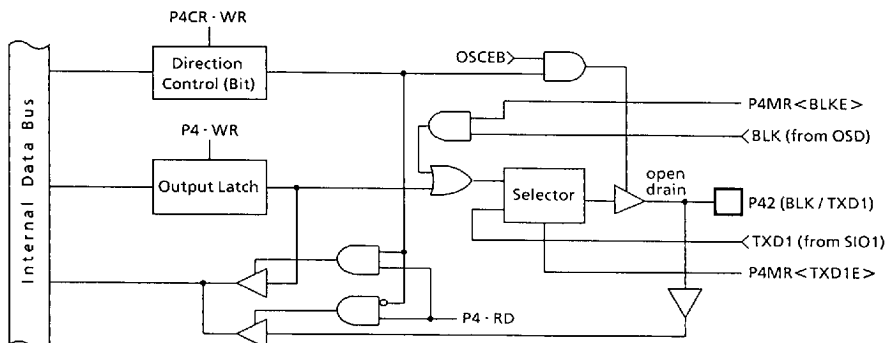 P4CR · WR
Internal Data Bus
Direction
Control (Bit)
OSCEB
P4MR<BLKE>
BLK (from OSD)
P4 · WR
Output Latch
Selector
open
drain
P42 (BLK / TXD1)
TXD1 (from SIO1)
P4MR<TXD1E>
P4 · RD